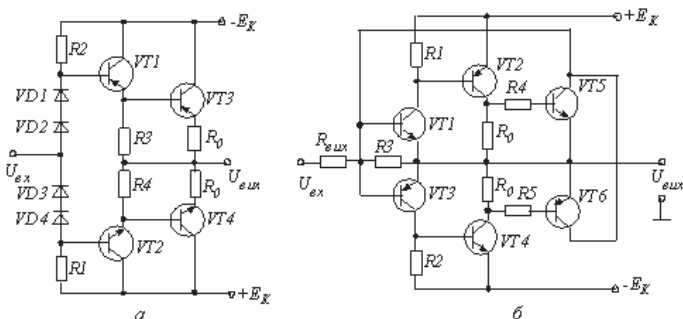 -E_K
R2
VT1
VD1
VT3
VD2
R3
R_0
U_вх
U_вых
VD3
R4
R_0
VD4
VT4
VT2
R1
+E_K
а
+E_K
R1
VT2
R4
VT5
VT1
R_вых
R3
R_0
U_вх
U_вых
VT3
R_0
R5
VT6
VT4
R2
-E_K
б